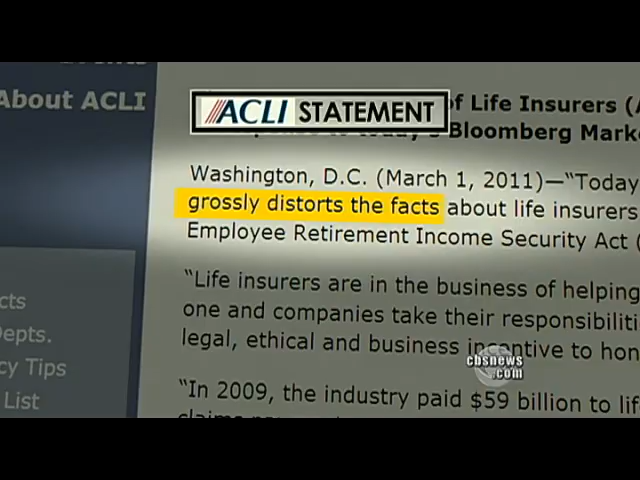 About ACLI
ACLI STATEMENT
of Life Insurers (A
Today's Bloomberg Marke
Washington, D.C. (March 1, 2011)—“Today
grossly distorts the facts about life insurers
Employee Retirement Income Security Act (
“Life insurers are in the business of helping
one and companies take their responsibiliti
legal, ethical and business incentive to hon
cts
Depts.
cy Tips
List
“In 2009, the industry paid $59 billion to lif
cbsnews
.com